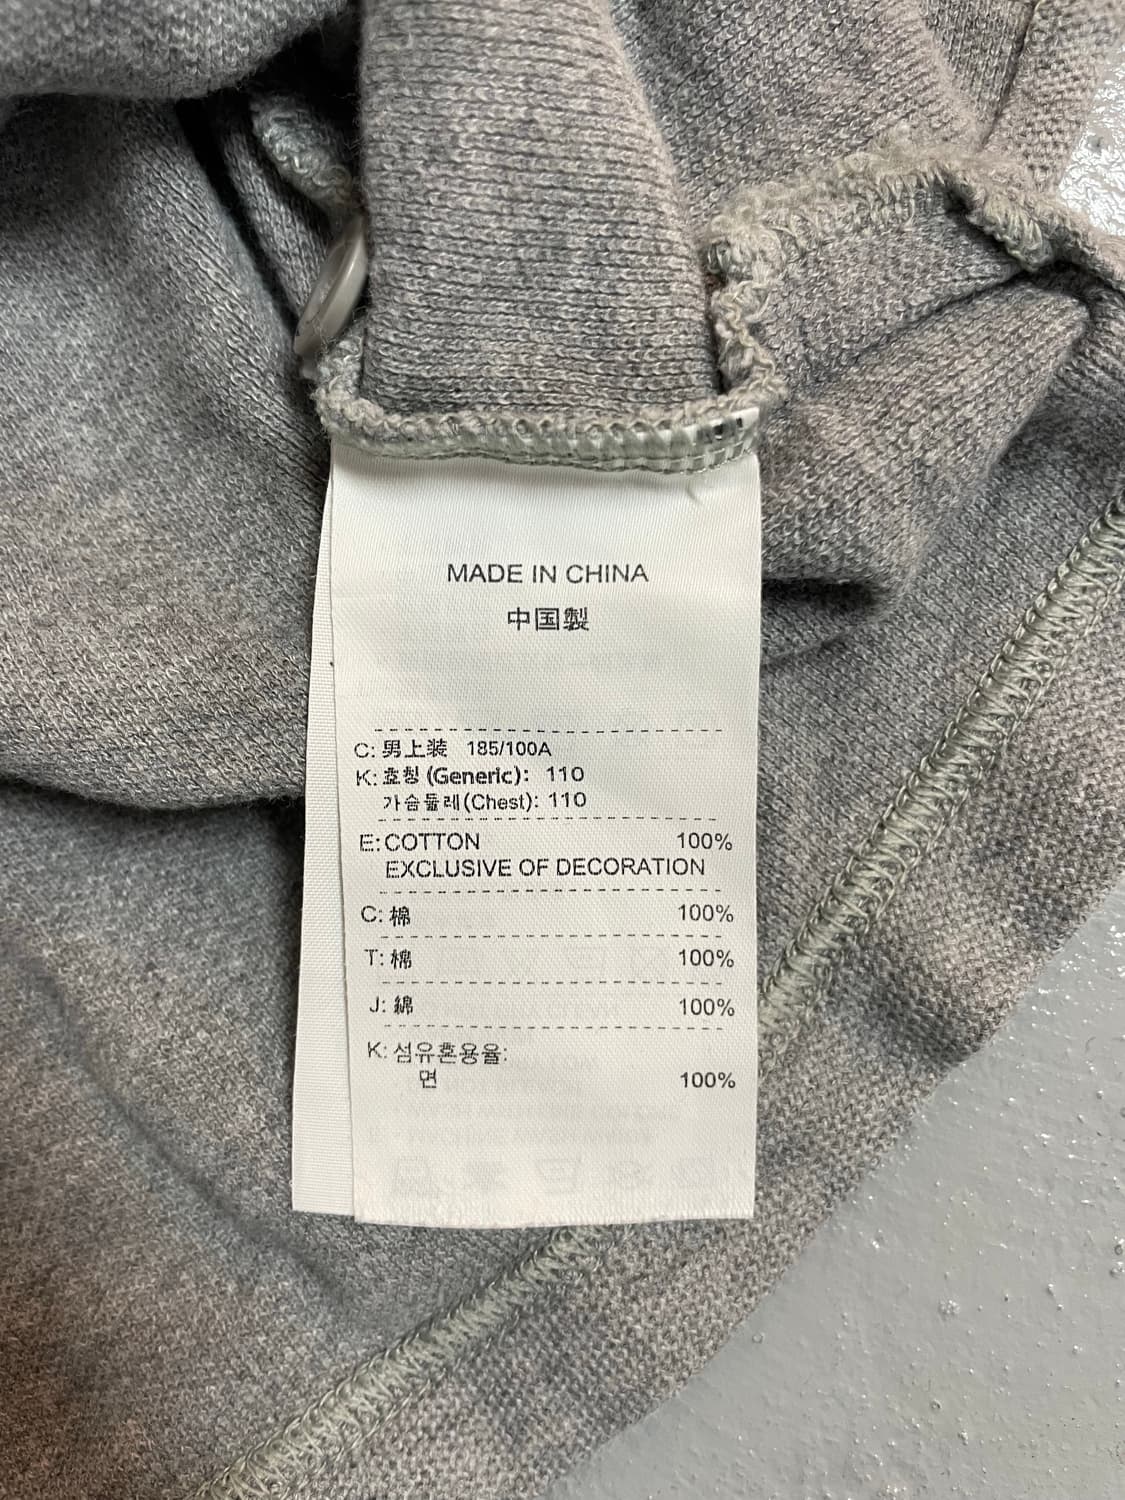 MADE IN CHINA
中国製
C: 男上装 185/100A
K: 호칭 (Generic): 110
가슴둘레(Chest): 110
E: COTTON 100%
EXCLUSIVE OF DECORATION
C: 棉 100%
T: 棉 100%
J: 綿 100%
K: 섬유혼용율:
면 100%